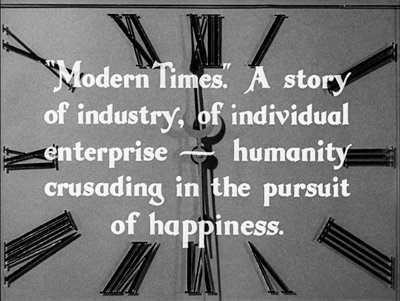 "Modern Times." A story
of industry, of individual
enterprise — humanity
crusading in the pursuit
of happiness.